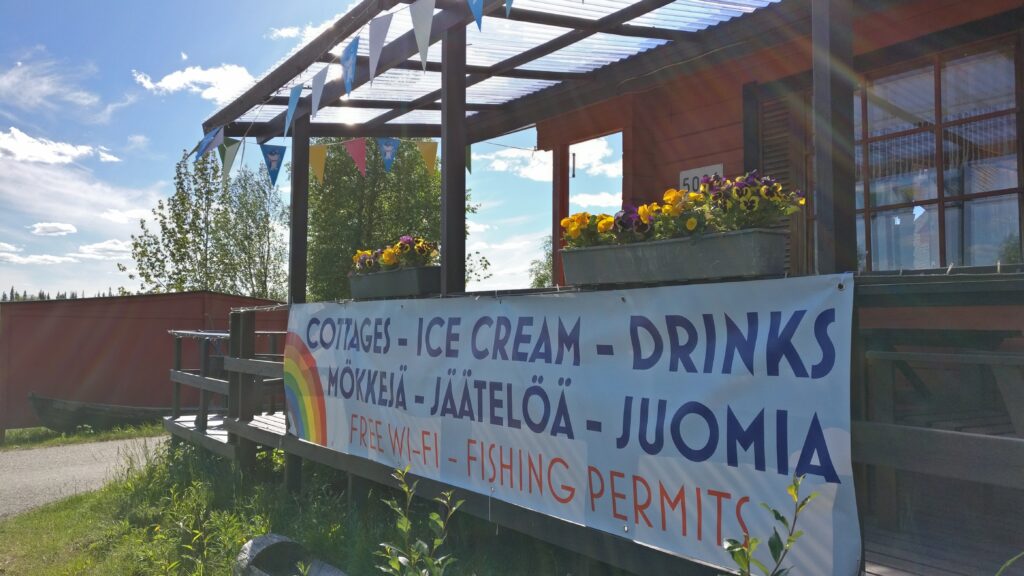 COTTAGES - ICE CREAM - DRINKS
MÖKKEJÄ - JÄÄTELÖÄ - JUOMIA
FREE WI-FI - FISHING PERMITS